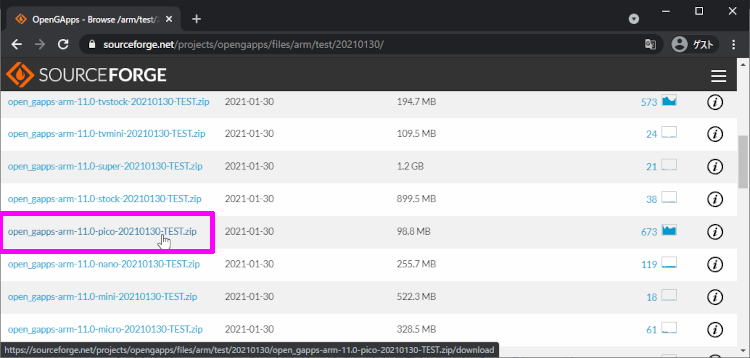 OpenGApps - Browse /arm/test/2
sourceforge.net/projects/opengapps/files/arm/test/20210130/
ゲスト
SOURCEFORGE
open_gapps-arm-11.0-tvstock-20210130-TEST.zip 2021-01-30 194.7 MB 573
open_gapps-arm-11.0-tvmini-20210130-TEST.zip 2021-01-30 109.5 MB 24
open_gapps-arm-11.0-super-20210130-TEST.zip 2021-01-30 1.2 GB 21
open_gapps-arm-11.0-stock-20210130-TEST.zip 2021-01-30 899.5 MB 38
open_gapps-arm-11.0-pico-20210130-TEST.zip 2021-01-30 98.8 MB 673
open_gapps-arm-11.0-nano-20210130-TEST.zip 2021-01-30 255.7 MB 119
open_gapps-arm-11.0-mini-20210130-TEST.zip 2021-01-30 522.3 MB 18
open_gapps-arm-11.0-micro-20210130-TEST.zip 2021-01-30 328.5 MB 61
https://sourceforge.net/projects/opengapps/files/arm/test/20210130/open_gapps-arm-11.0-pico-20210130-TEST.zip/download